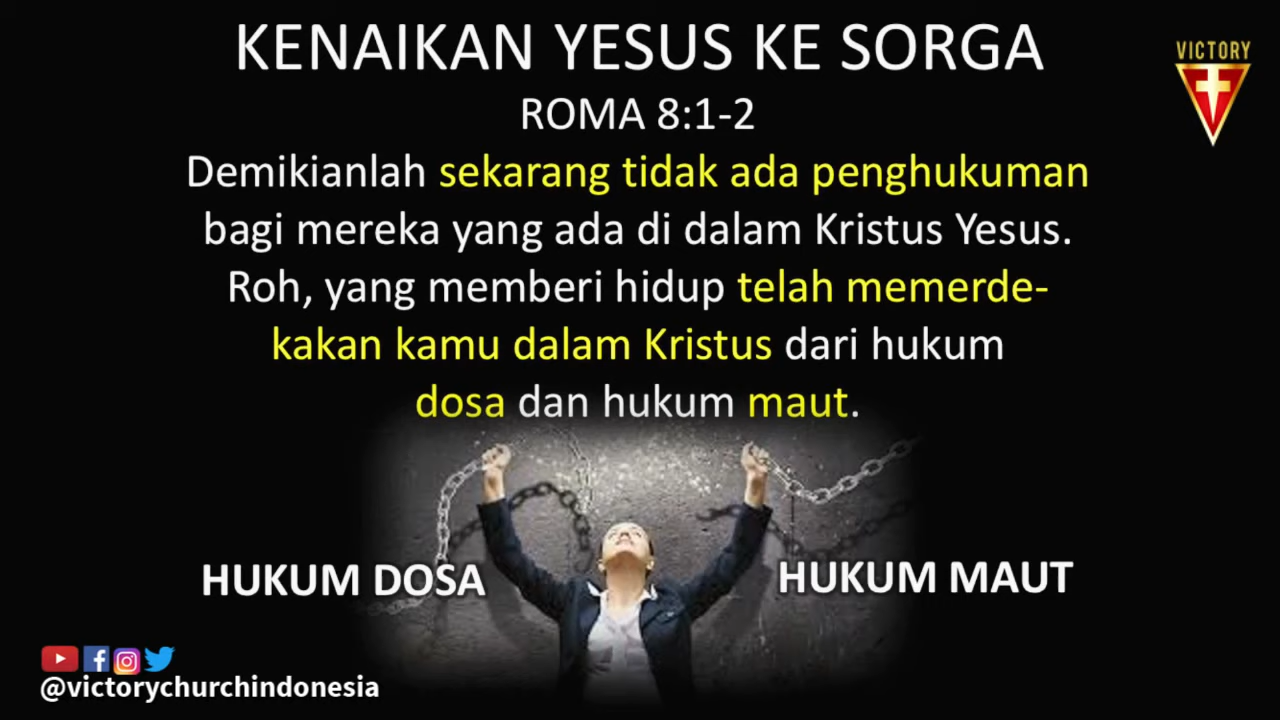 KENAIKAN YESUS KE SORGA
VICTORY
ROMA 8:1-2
Demikianlah sekarang tidak ada penghukuman
bagi mereka yang ada di dalam Kristus Yesus.
Roh, yang memberi hidup telah memerde-
kakan kamu dalam Kristus dari hukum
dosa dan hukum maut.
HUKUM DOSA
HUKUM MAUT
@victorychurchindonesia